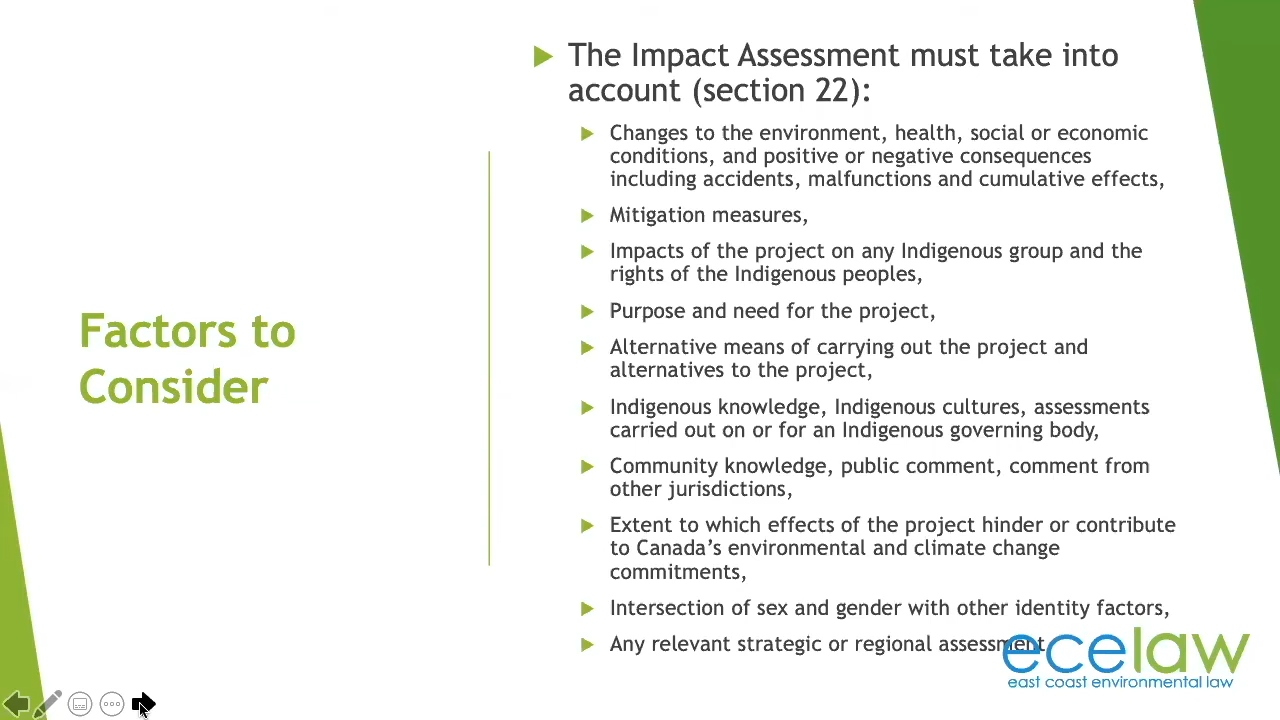 Factors to
Consider
The Impact Assessment must take into
account (section 22):
Changes to the environment, health, social or economic
conditions, and positive or negative consequences
including accidents, malfunctions and cumulative effects,
Mitigation measures,
Impacts of the project on any Indigenous group and the
rights of the Indigenous peoples,
Purpose and need for the project,
Alternative means of carrying out the project and
alternatives to the project,
Indigenous knowledge, Indigenous cultures, assessments
carried out on or for an Indigenous governing body,
Community knowledge, public comment, comment from
other jurisdictions,
Extent to which effects of the project hinder or contribute
to Canada’s environmental and climate change
commitments,
Intersection of sex and gender with other identity factors,
Any relevant strategic or regional assessment
ecelaw
east coast environmental law